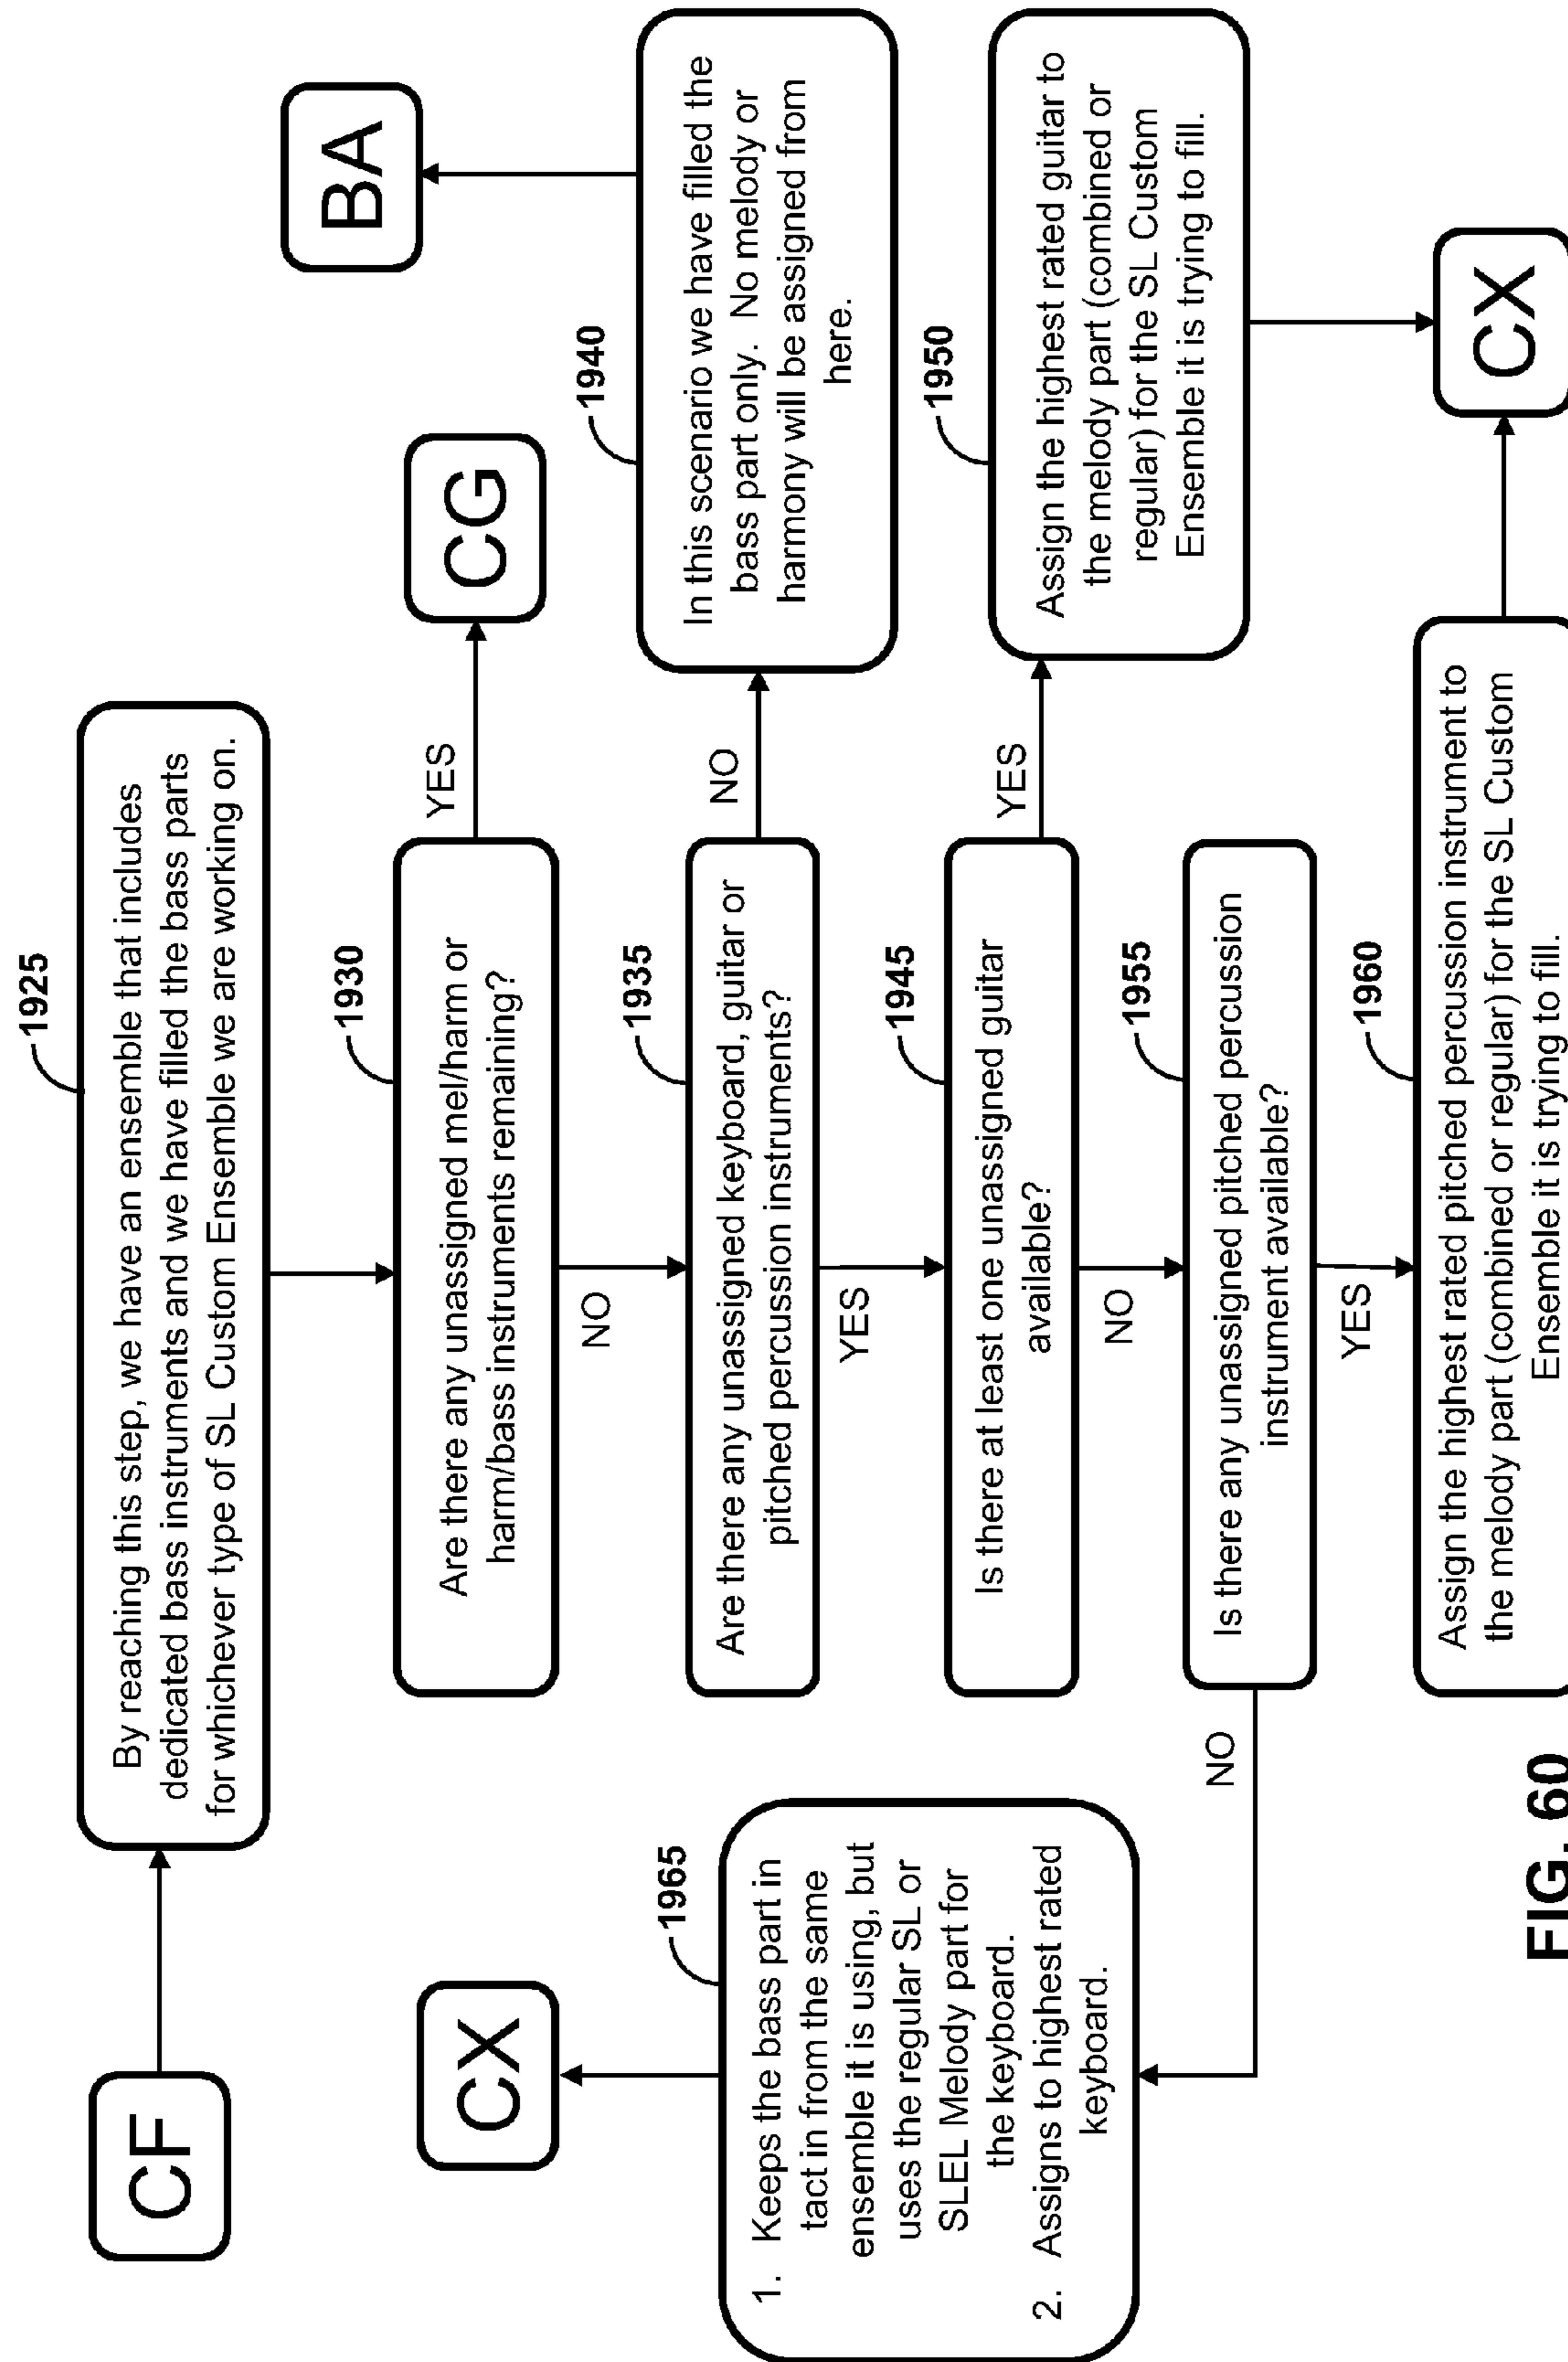 CF
1925
By reaching this step, we have an ensemble that includes
dedicated bass instruments and we have filled the bass parts
for whichever type of SL Custom Ensemble we are working on.
1930
Are there any unassigned mel/harm or
harm/bass instruments remaining?
YES
CG
NO
1935
Are there any unassigned keyboard, guitar or
pitched percussion instruments?
NO
1940
In this scenario we have filled the
bass part only. No melody or
harmony will be assigned from
here.
BA
YES
1945
Is there at least one unassigned guitar
available?
YES
1950
Assign the highest rated guitar to
the melody part (combined or
regular) for the SL Custom
Ensemble it is trying to fill.
NO
1955
Is there any unassigned pitched percussion
instrument available?
NO
1965
1. Keeps the bass part in
tact in from the same
ensemble it is using, but
uses the regular SL or
SLEL Melody part for
the keyboard.
2. Assigns to highest rated
keyboard.
CX
YES
1960
Assign the highest rated pitched percussion instrument to
the melody part (combined or regular) for the SL Custom
Ensemble it is trying to fill.
CX
FIG. 60